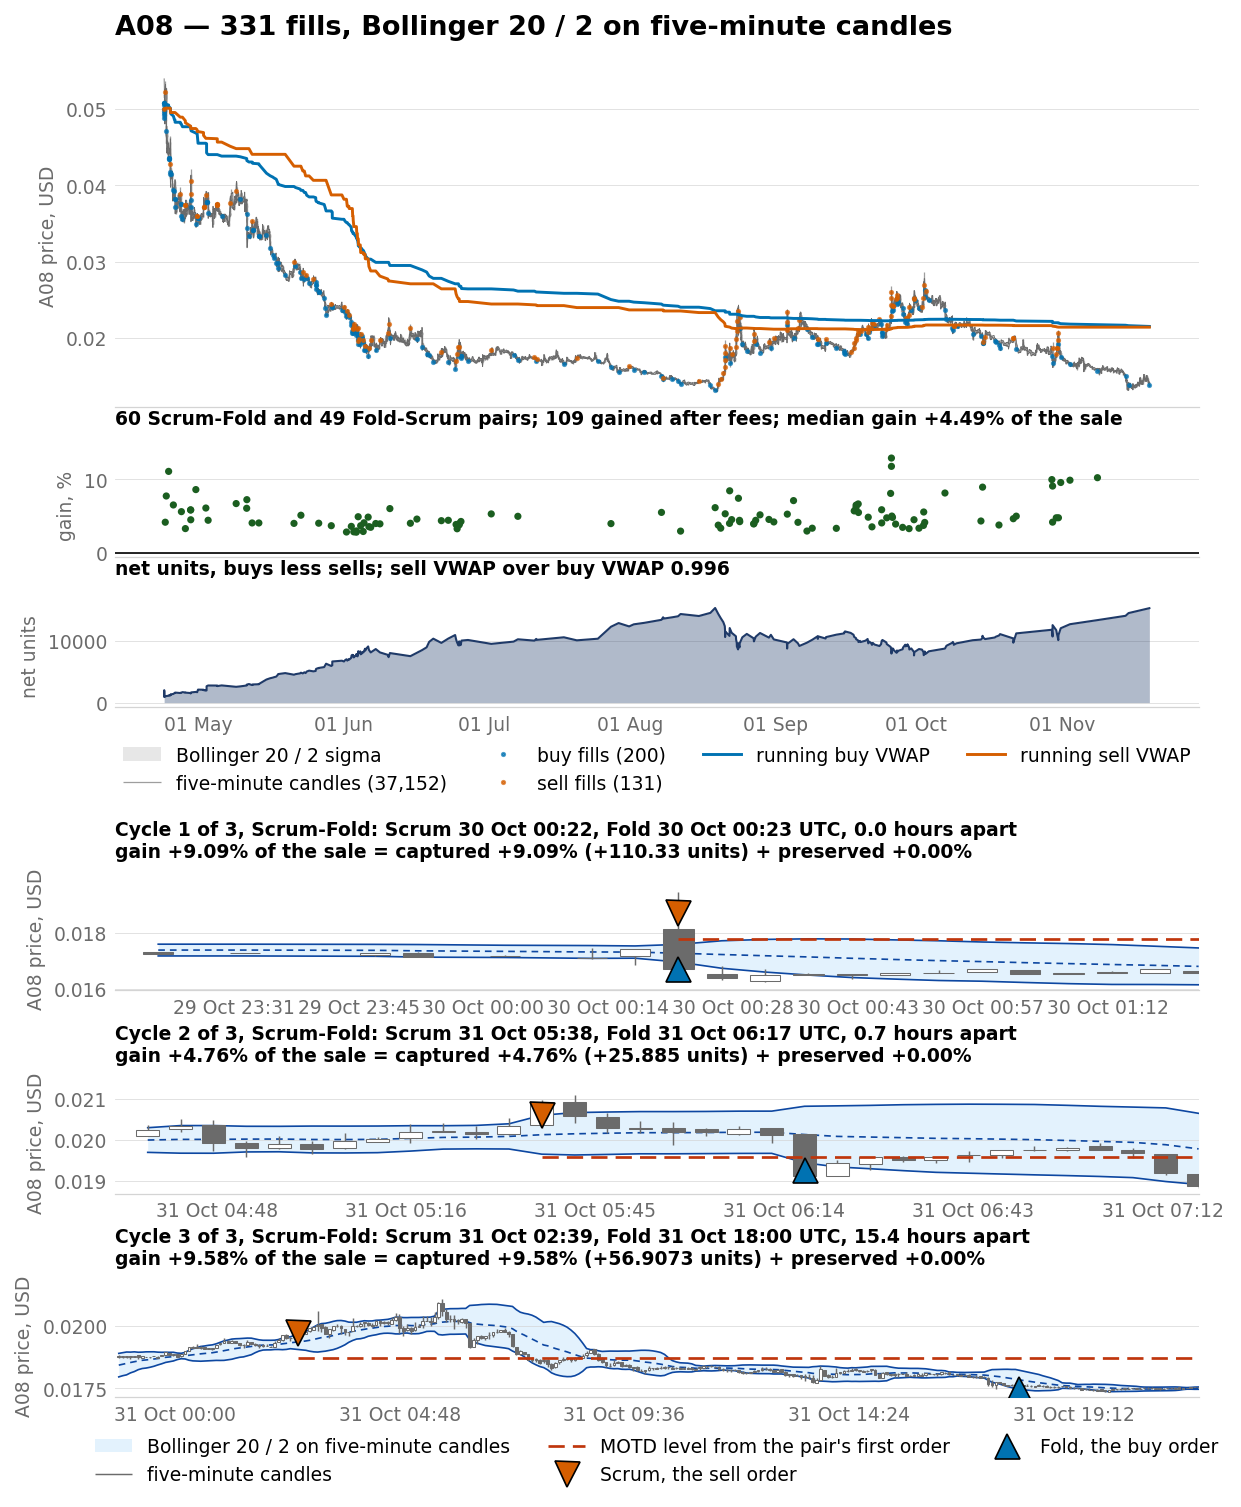 A08 — 331 fills, Bollinger 20 / 2 on five-minute candles
A08 price, USD
0.05
0.04
0.03
0.02
60 Scrum-Fold and 49 Fold-Scrum pairs; 109 gained after fees; median gain +4.49% of the sale
gain, %
10
0
net units, buys less sells; sell VWAP over buy VWAP 0.996
net units
10000
0
01 May 01 Jun 01 Jul 01 Aug 01 Sep 01 Oct 01 Nov
Bollinger 20 / 2 sigma buy fills (200) running buy VWAP running sell VWAP
five-minute candles (37,152) sell fills (131)
Cycle 1 of 3, Scrum-Fold: Scrum 30 Oct 00:22, Fold 30 Oct 00:23 UTC, 0.0 hours apart
gain +9.09% of the sale = captured +9.09% (+110.33 units) + preserved +0.00%
A08 price, USD
0.018
0.016
29 Oct 23:31 29 Oct 23:45 30 Oct 00:00 30 Oct 00:14 30 Oct 00:28 30 Oct 00:43 30 Oct 00:57 30 Oct 01:12
Cycle 2 of 3, Scrum-Fold: Scrum 31 Oct 05:38, Fold 31 Oct 06:17 UTC, 0.7 hours apart
gain +4.76% of the sale = captured +4.76% (+25.885 units) + preserved +0.00%
A08 price, USD
0.021
0.020
0.019
31 Oct 04:48 31 Oct 05:16 31 Oct 05:45 31 Oct 06:14 31 Oct 06:43 31 Oct 07:12
Cycle 3 of 3, Scrum-Fold: Scrum 31 Oct 02:39, Fold 31 Oct 18:00 UTC, 15.4 hours apart
gain +9.58% of the sale = captured +9.58% (+56.9073 units) + preserved +0.00%
A08 price, USD
0.0200
0.0175
31 Oct 00:00 31 Oct 04:48 31 Oct 09:36 31 Oct 14:24 31 Oct 19:12
Bollinger 20 / 2 on five-minute candles MOTD level from the pair's first order Fold, the buy order
five-minute candles Scrum, the sell order